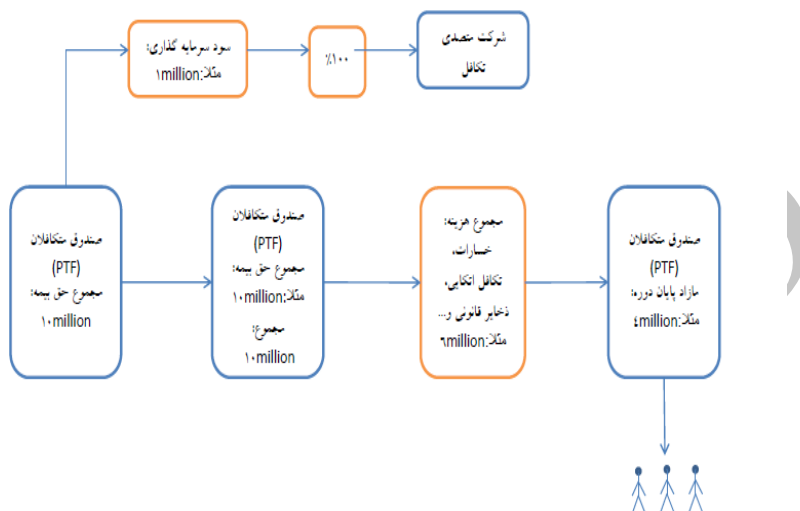 سود سرمایه گذاری:
مثلا:۱million
٪۱۰۰
شرکت متصدی
تکافل
صندوق متکافلان
(PTF)
مجموع حق بیمه:
۱۰million
صندوق متکافلان
(PTF)
مجموع حق بیمه:
مثلا:۱۰million
مجموع:
۱۰million
مجموع هزینه:
خسارات،
تکافل اتکایی،
ذخایر قانونی و...
مثلا:۶million
صندوق متکافلان
(PTF)
مازاد پایان دوره:
مثلا:٤million